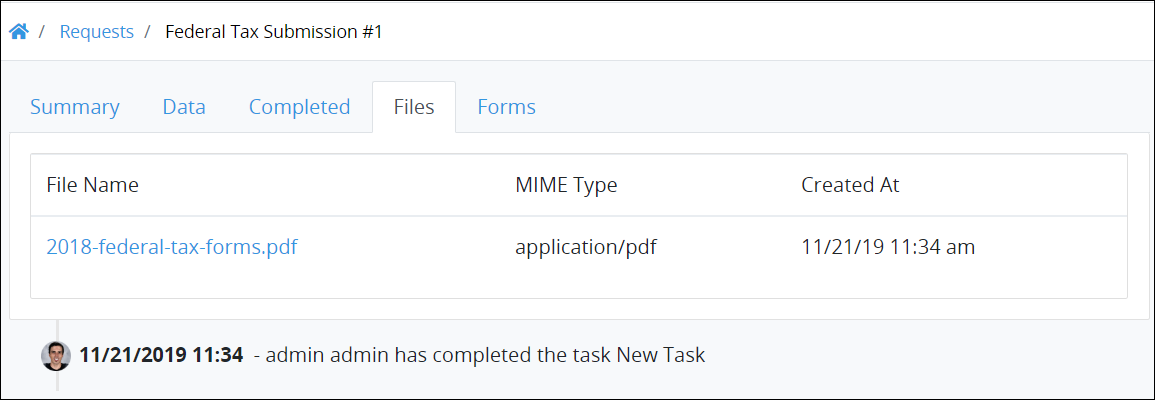 / Requests / Federal Tax Submission #1
Summary Data Completed Files Forms
File Name MIME Type Created At
2018-federal-tax-forms.pdf application/pdf 11/21/19 11:34 am
11/21/2019 11:34 - admin admin has completed the task New Task